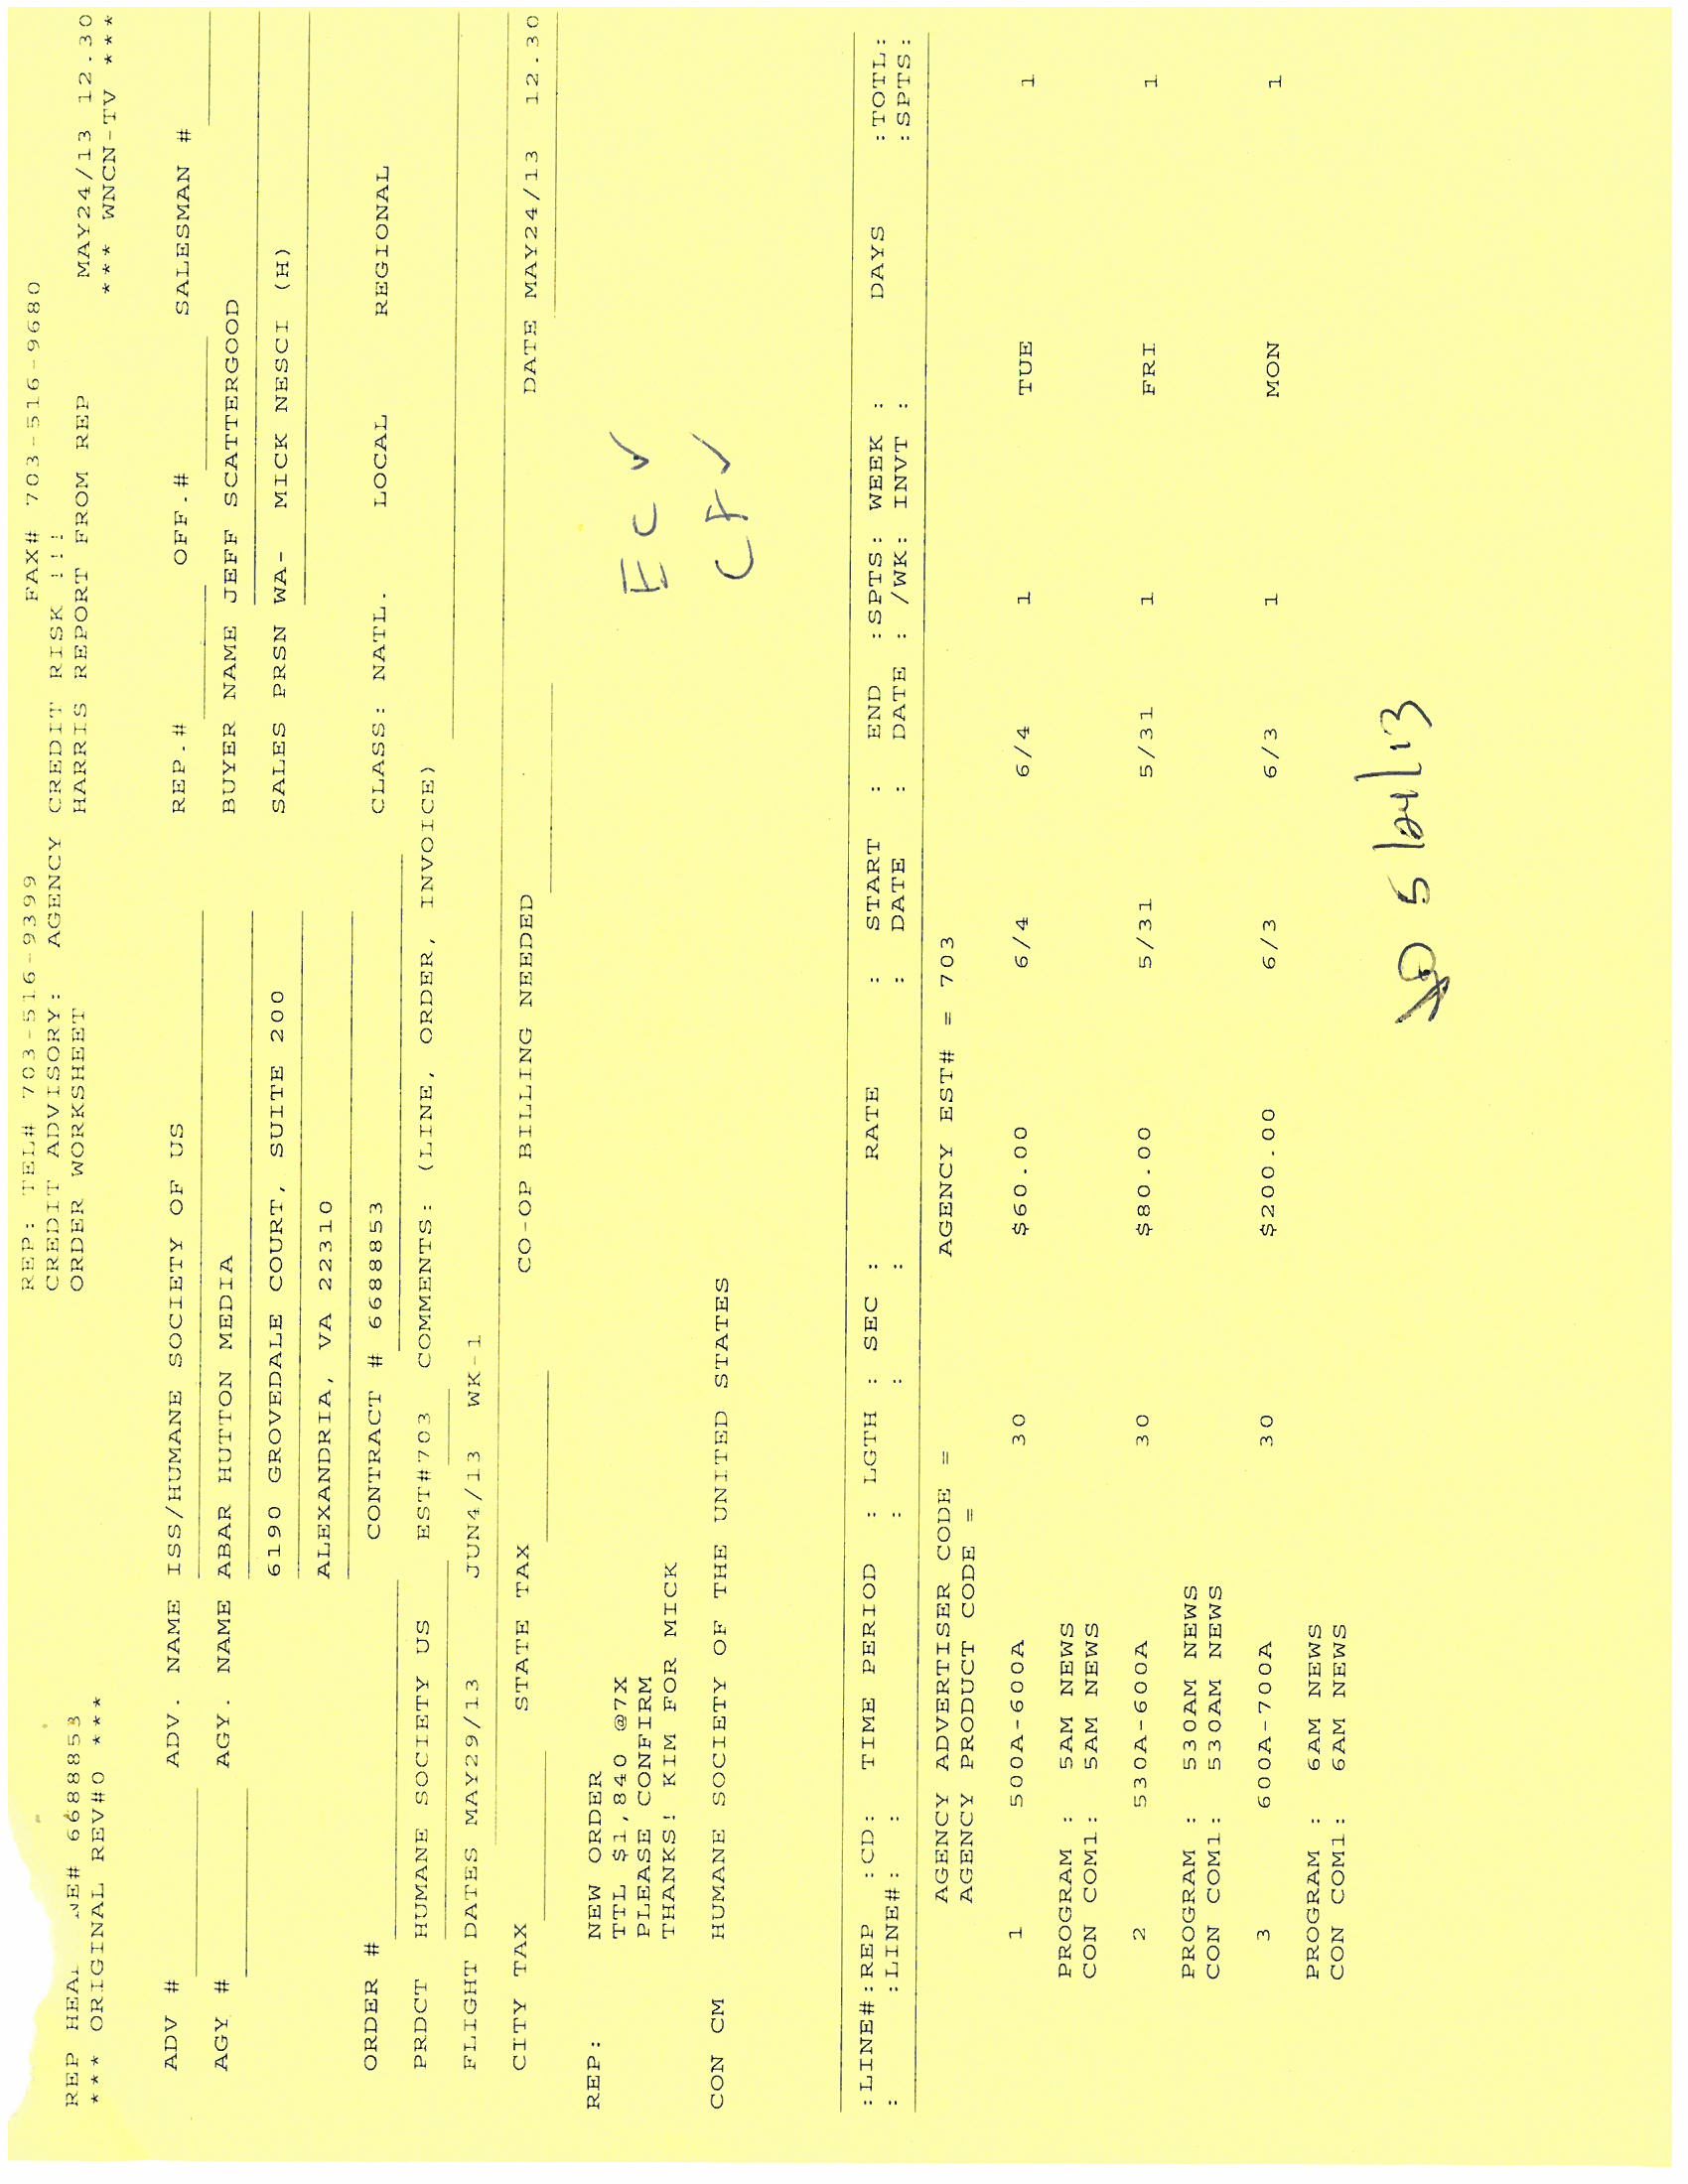 REP: TEL# 703-516-9399 FAX# 703-516-9680
CREDIT ADVISORY: AGENCY CREDIT RISK !!!
REP HEA NE# 6688853 ORDER WORKSHEET HARRIS REPORT FROM REP MAY24/13 12.30
*** ORIGINAL REV#0 *** *** WNCN-TV ***
ADV # ADV. NAME ISS/HUMANE SOCIETY OF US REP.# OFF.# SALESMAN #
AGY # AGY. NAME ABAR HUTTON MEDIA BUYER NAME JEFF SCATTERGOOD
6190 GROVEDALE COURT, SUITE 200 SALES PRSN WA- MICK NESCI (H)
ALEXANDRIA, VA 22310
ORDER # CONTRACT # 6688853 CLASS: NATL. LOCAL REGIONAL
PRDCT HUMANE SOCIETY US EST#703 COMMENTS: (LINE, ORDER, INVOICE)
FLIGHT DATES MAY29/13 JUN4/13 WK-1
CITY TAX STATE TAX CO-OP BILLING NEEDED DATE MAY24/13 12.30
REP: NEW ORDER
TTL $1,840 @7X
PLEASE CONFIRM
THANKS! KIM FOR MICK
EC ✓
CF ✓
CON CM HUMANE SOCIETY OF THE UNITED STATES
:LINE#:REP :CD: TIME PERIOD : LGTH : SEC : RATE : START : END :SPTS: WEEK : DAYS :TOTL:
: :LINE#: : : : : DATE : DATE : /WK: INVT : :SPTS:
AGENCY ADVERTISER CODE = AGENCY EST# = 703
AGENCY PRODUCT CODE =
1 500A-600A 30 $60.00 6/4 6/4 1 TUE 1
PROGRAM : 5AM NEWS
CON COM1: 5AM NEWS
2 530A-600A 30 $80.00 5/31 5/31 1 FRI 1
PROGRAM : 530AM NEWS
CON COM1: 530AM NEWS
3 600A-700A 30 $200.00 6/3 6/3 1 MON 1
PROGRAM : 6AM NEWS
CON COM1: 6AM NEWS
5/24/13